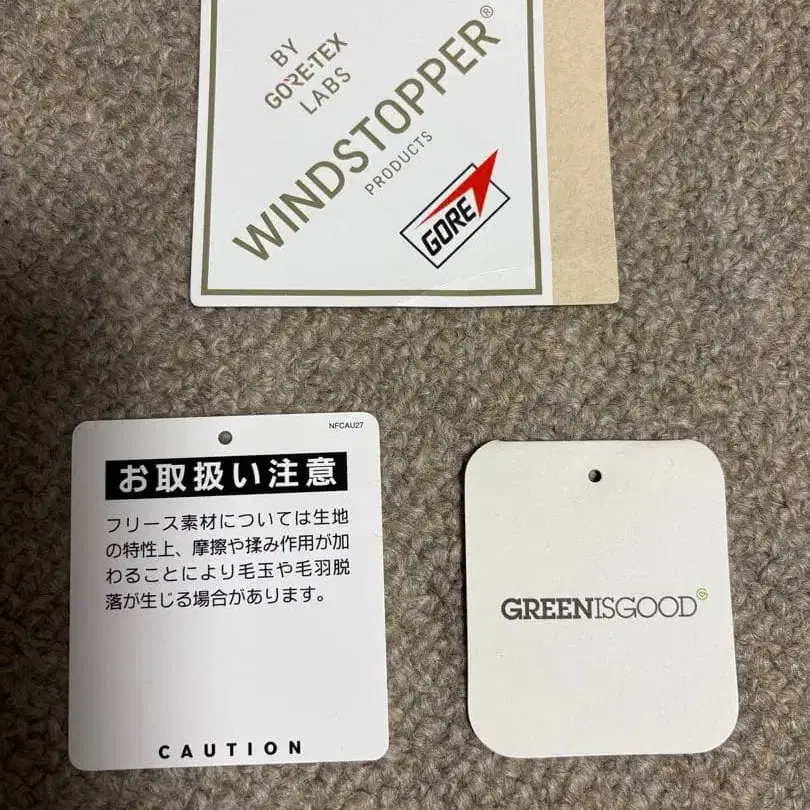 BY
GORE-TEX
LABS
WINDSTOPPER®
PRODUCTS
GORE
NFCAU27
お取扱い注意
フリース素材については生地
の特性上、摩擦や揉み作用が加
わることにより毛玉や毛羽脱
落が生じる場合があります。
CAUTION
GREENISGOOD